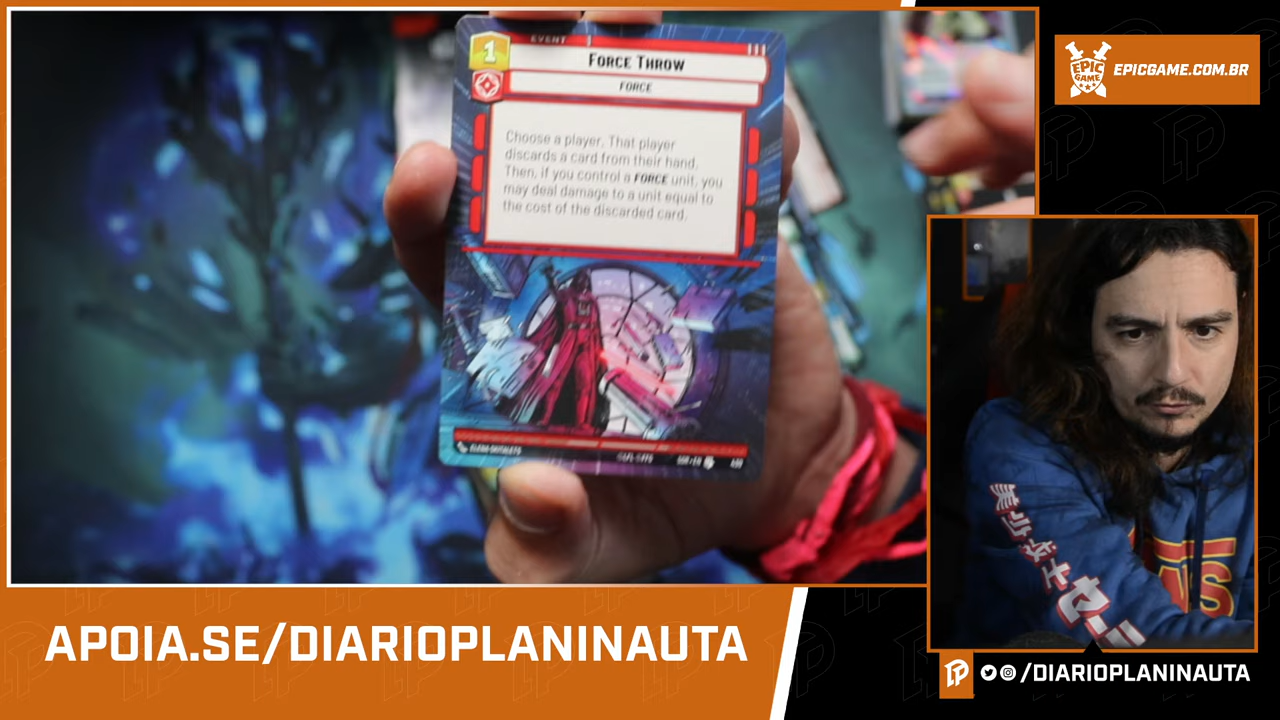 1
EVENT
FORCE THROW
FORCE
Choose a player. That player
discards a card from their hand.
Then, if you control a FORCE unit, you
may deal damage to a unit equal to
the cost of the discarded card.
EPIC
GAME
EPICGAME.COM.BR
APOIA.SE/DIARIOPLANINAUTA
/DIARIOPLANINAUTA